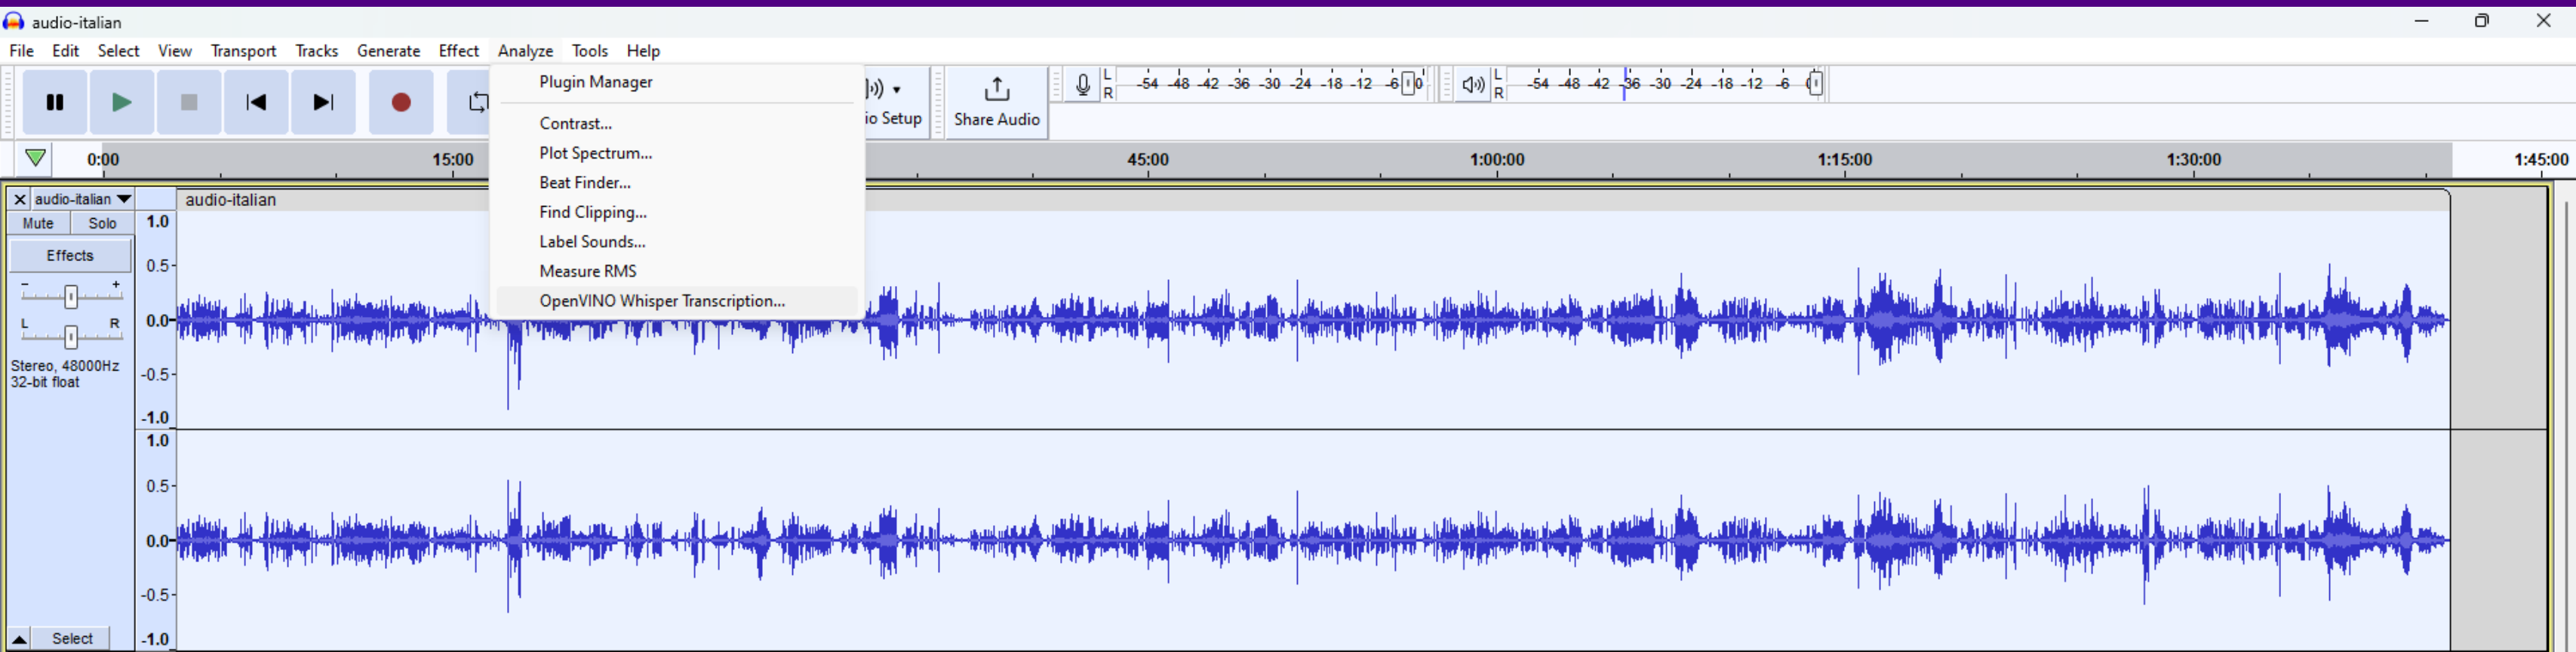 audio-italian
File Edit Select View Transport Tracks Generate Effect Analyze Tools Help
Plugin Manager
Contrast...
Plot Spectrum...
Beat Finder...
Find Clipping...
Label Sounds...
Measure RMS
OpenVINO Whisper Transcription...
Setup
Share Audio
L
R
-54 -48 -42 -36 -30 -24 -18 -12 -6 0
L
R
-54 -48 -42 -36 -30 -24 -18 -12 -6
0:00 15:00 45:00 1:00:00 1:15:00 1:30:00 1:45:00
audio-italian
audio-italian
Mute Solo
Effects
- +
L R
Stereo, 48000Hz
32-bit float
Select
1.0
0.5
0.0
-0.5
-1.0
1.0
0.5
0.0
-0.5
-1.0